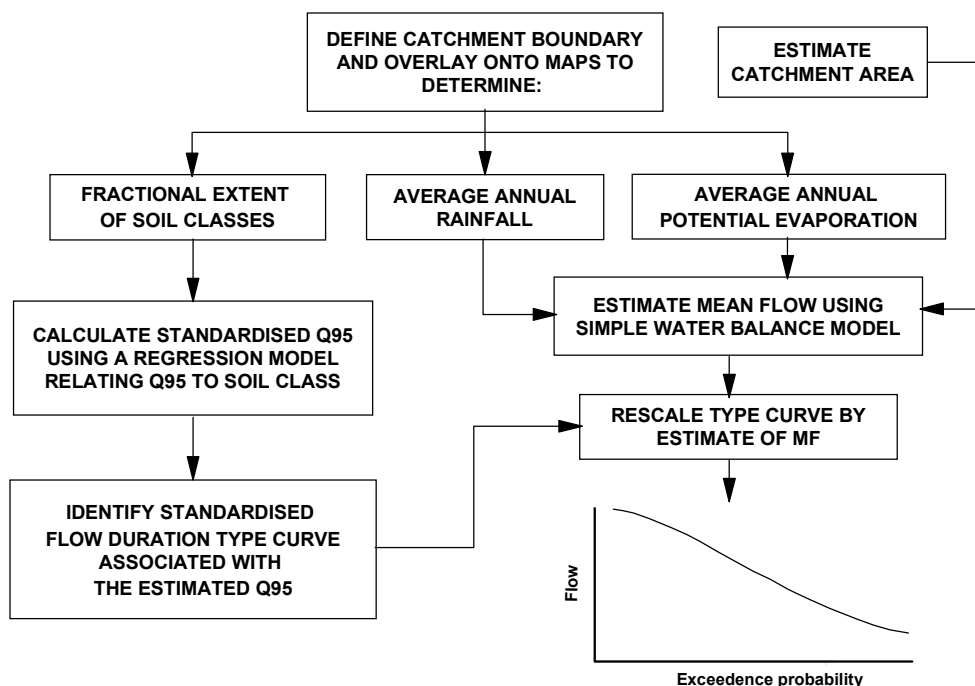 DEFINE CATCHMENT BOUNDARY
AND OVERLAY ONTO MAPS TO
DETERMINE:
ESTIMATE
CATCHMENT AREA
FRACTIONAL EXTENT
OF SOIL CLASSES
AVERAGE ANNUAL
RAINFALL
AVERAGE ANNUAL
POTENTIAL EVAPORATION
CALCULATE STANDARDISED Q95
USING A REGRESSION MODEL
RELATING Q95 TO SOIL CLASS
ESTIMATE MEAN FLOW USING
SIMPLE WATER BALANCE MODEL
RESCALE TYPE CURVE BY
ESTIMATE OF MF
IDENTIFY STANDARDISED
FLOW DURATION TYPE CURVE
ASSOCIATED WITH
THE ESTIMATED Q95
Flow
Exceedence probability